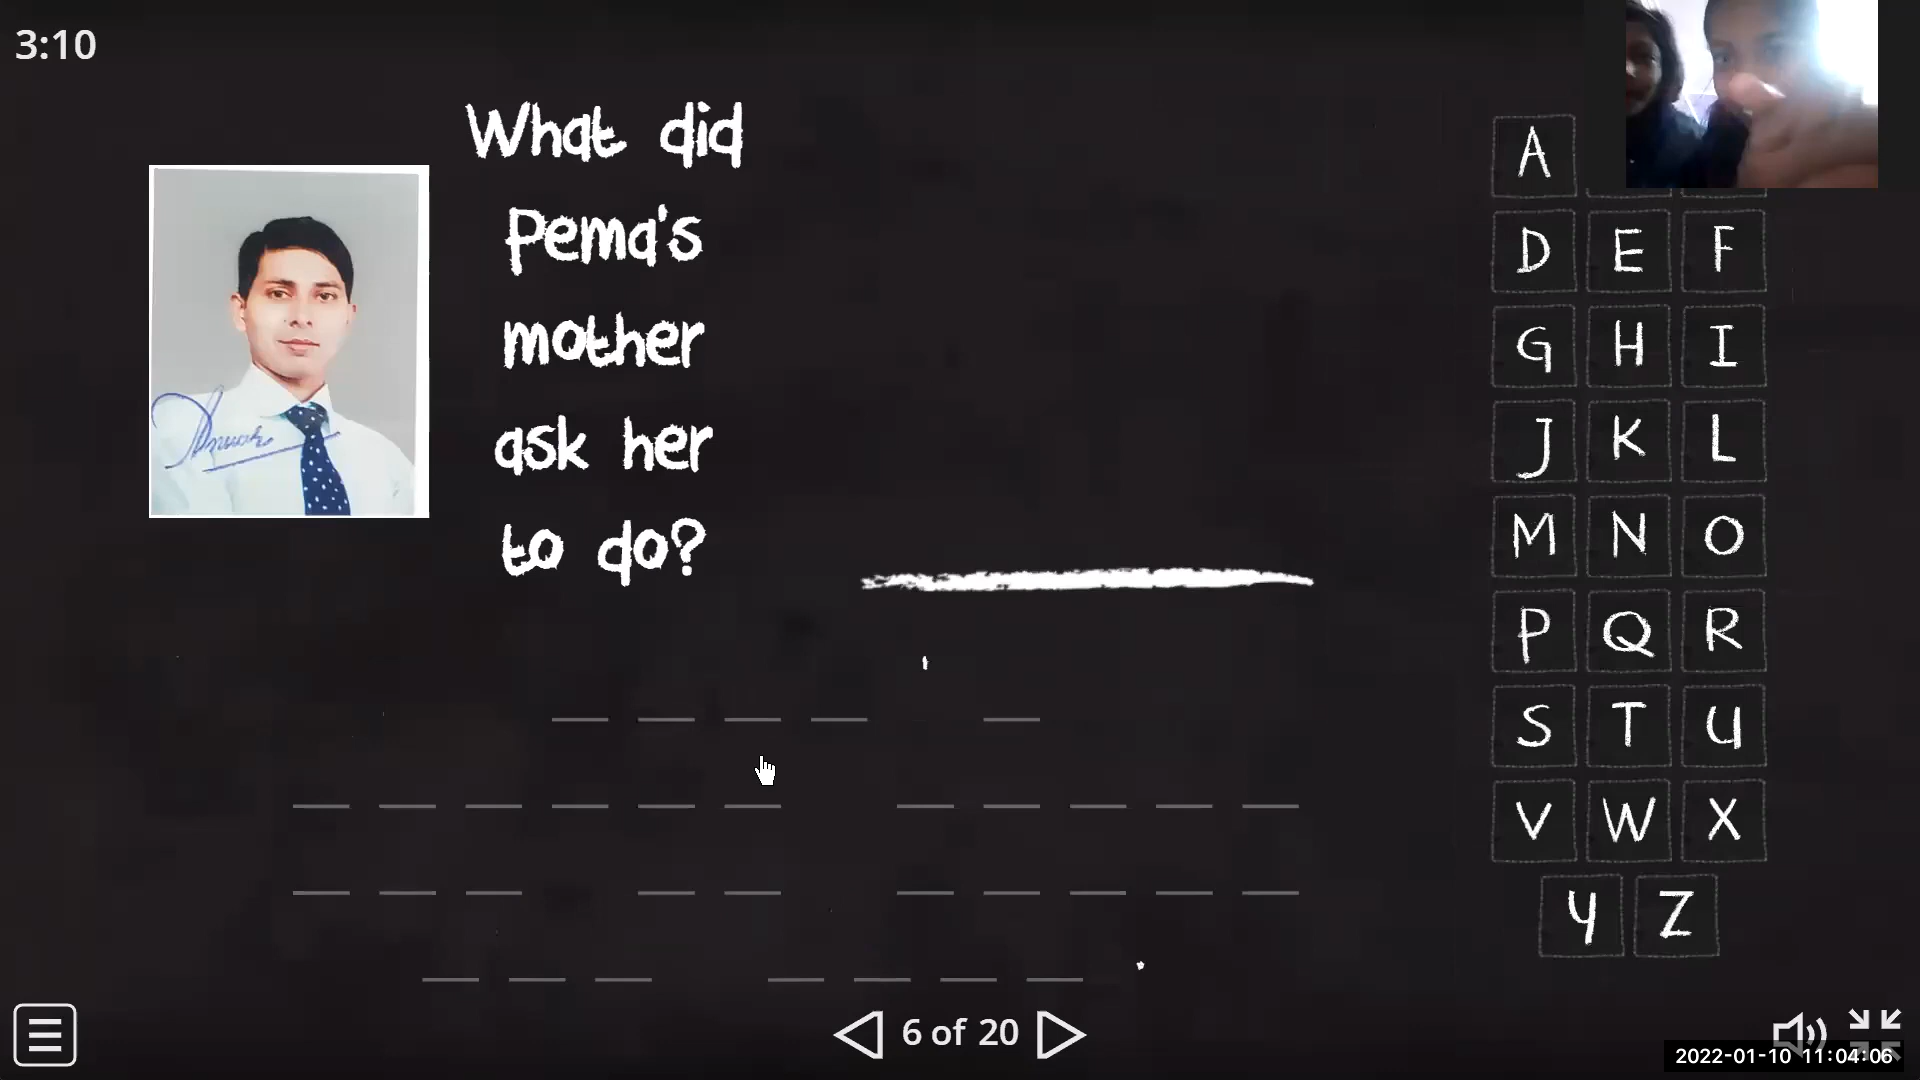 3:10
What did
Pema's
mother
ask her
to do?
'
.
A
D E F
G H I
J K L
M N O
P Q R
S T U
V W X
Y Z
6 of 20
2022-01-10 11:04:06